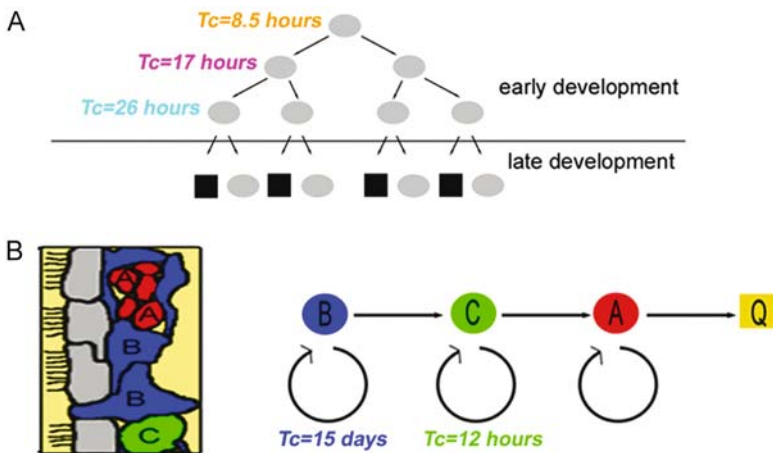 A
Tc=8.5 hours
Tc=17 hours
early development
Tc=26 hours
late development
B
A
A
B
B
C
B
C
A
Q
Tc=15 days
Tc=12 hours